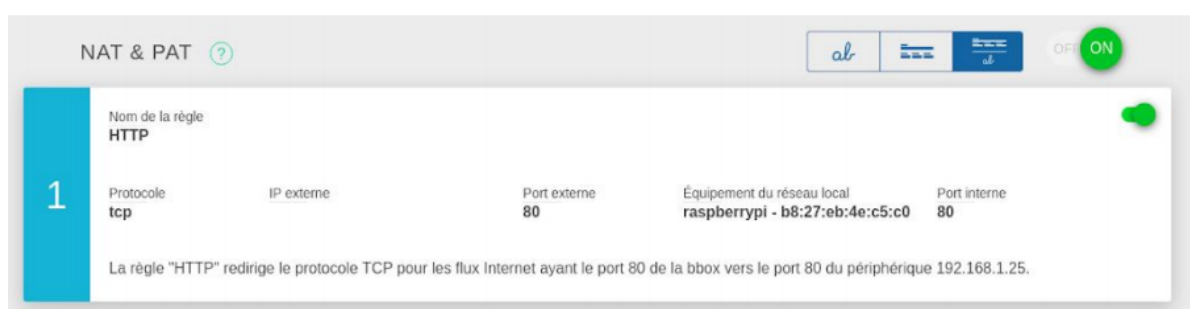 NAT & PAT ?
ab
ab
OFF ON
1
Nom de la règle
HTTP
Protocole IP externe Port externe Équipement du réseau local Port interne
tcp 80 raspberrypi - b8:27:eb:4e:c5:c0 80
La règle "HTTP" redirige le protocole TCP pour les flux Internet ayant le port 80 de la bbox vers le port 80 du périphérique 192.168.1.25.